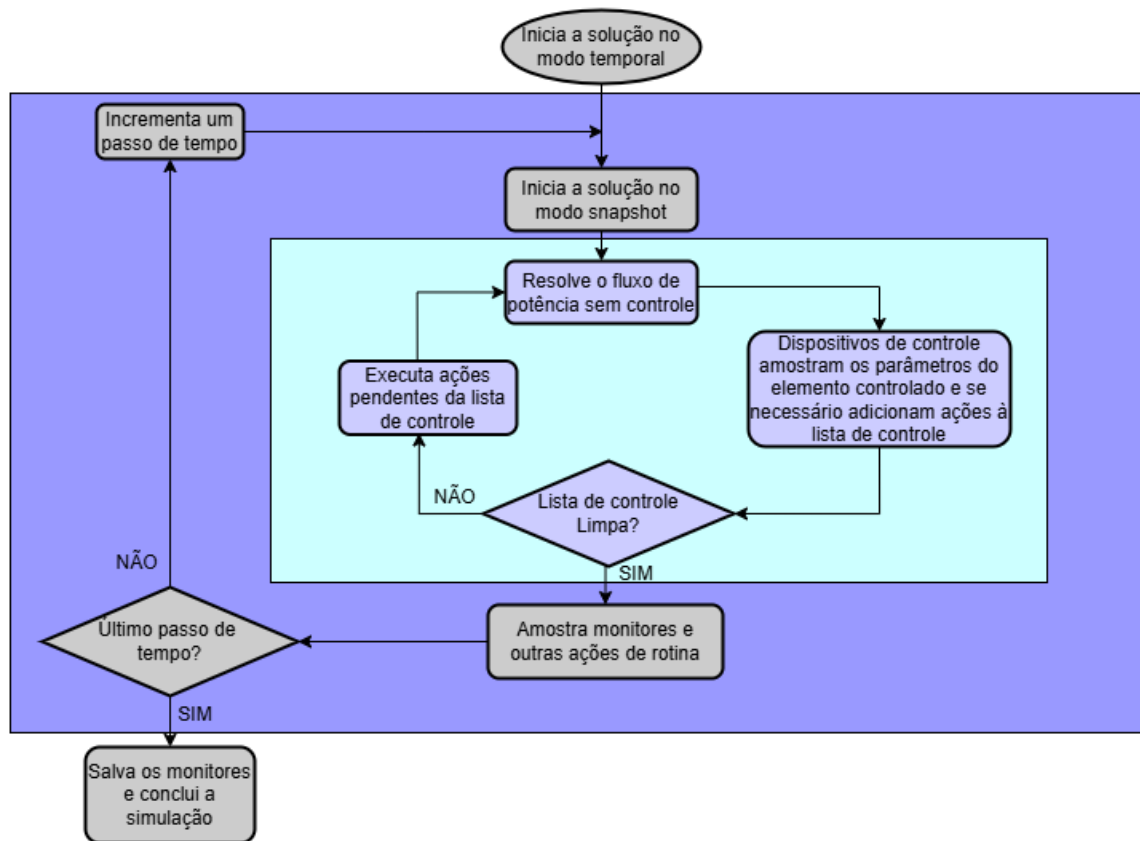 Inicia a solução no
modo temporal
Incrementa um
passo de tempo
Inicia a solução no
modo snapshot
Resolve o fluxo de
potência sem controle
Dispositivos de controle
amostram os parâmetros do
elemento controlado e se
necessário adicionam ações à
lista de controle
Executa ações
pendentes da lista
de controle
Lista de controle
Limpa?
NÃO
SIM
Amostra monitores e
outras ações de rotina
Último passo de
tempo?
NÃO
SIM
Salva os monitores
e conclui a
simulação